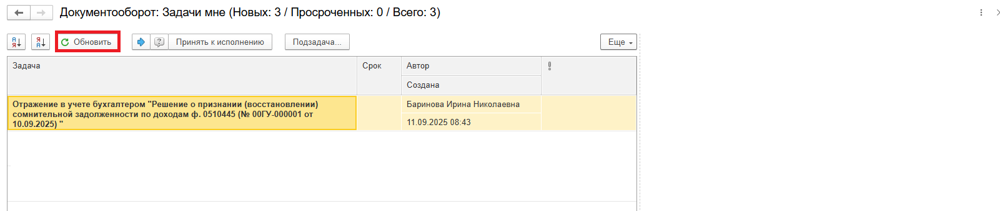 Документооборот: Задачи мне (Новых: 3 / Просроченных: 0 / Всего: 3)
А Я Я А Обновить ? Принять к исполнению Подзадача... Еще
Задача Срок Автор
Создана
Отражение в учете бухгалтером "Решение о признании (восстановлении)
сомнительной задолженности по доходам ф. 0510445 (№ 00ГУ-000001 от
10.09.2025) "
Баринова Ирина Николаевна
11.09.2025 08:43